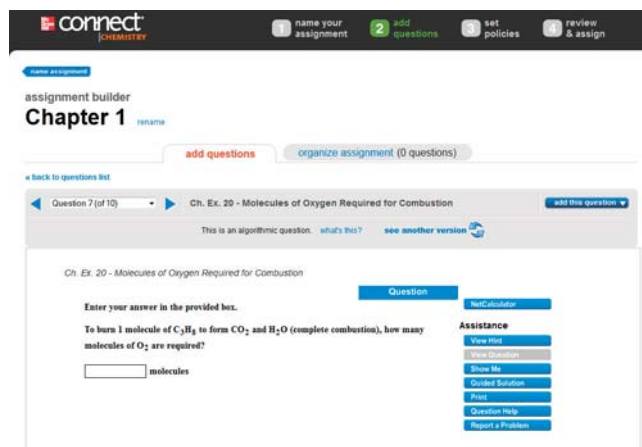 connect
CHEMISTRY
1 name your assignment
2 add questions
3 set policies
4 review & assign
name assignment
assignment builder
Chapter 1 rename
add questions
organize assignment (0 questions)
« back to questions list
Question 7 (of 10)
Ch. Ex. 20 - Molecules of Oxygen Required for Combustion
add this question
This is an algorithmic question. what's this? see another version
Ch. Ex. 20 - Molecules of Oxygen Required for Combustion
Question
Enter your answer in the provided box.
To burn 1 molecule of C₃H₈ to form CO₂ and H₂O (complete combustion), how many
molecules of O₂ are required?
molecules
NetCalculator
Assistance
View Hint
View Question
Show Me
Guided Solution
Print
Question Help
Report a Problem